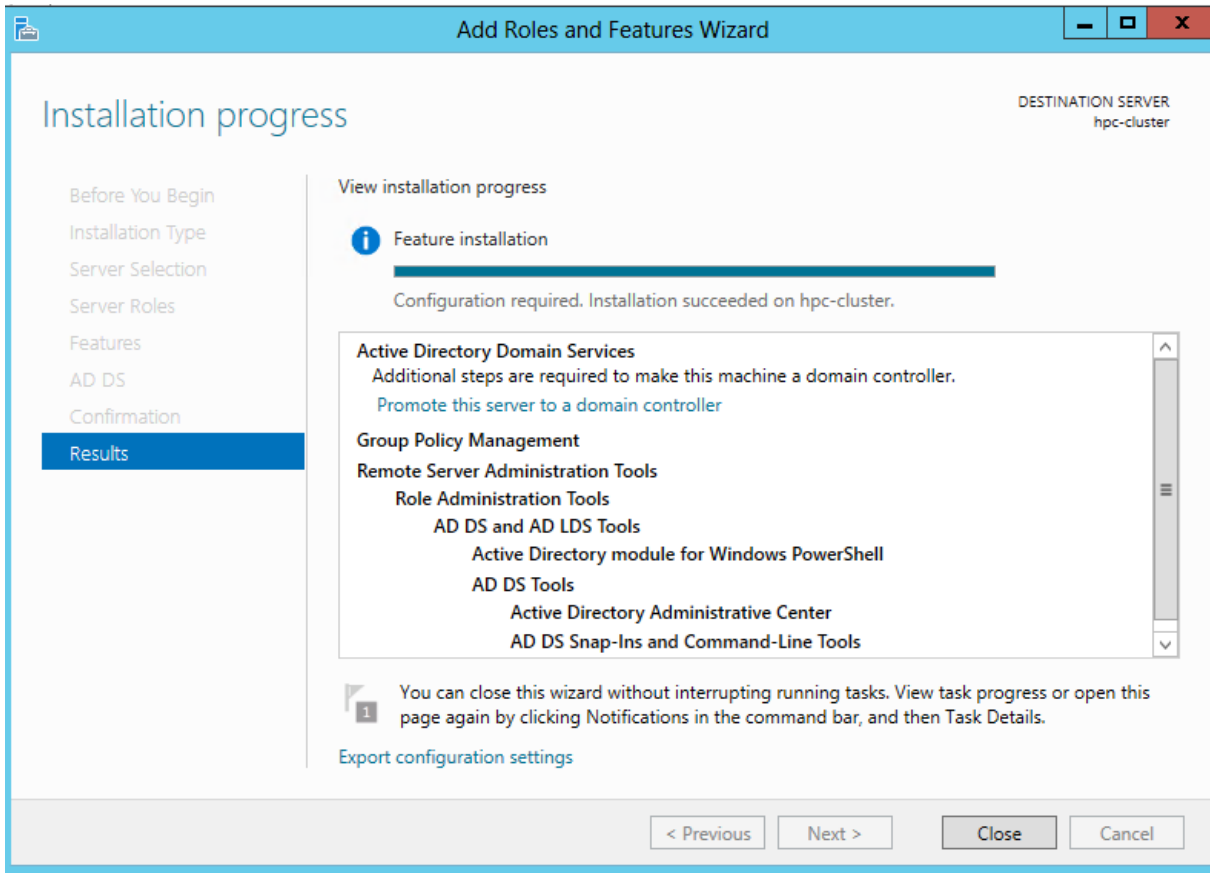 Add Roles and Features Wizard
Installation progress
DESTINATION SERVER
hpc-cluster
Before You Begin
Installation Type
Server Selection
Server Roles
Features
AD DS
Confirmation
Results
View installation progress
Feature installation
Configuration required. Installation succeeded on hpc-cluster.
Active Directory Domain Services
Additional steps are required to make this machine a domain controller.
Promote this server to a domain controller
Group Policy Management
Remote Server Administration Tools
Role Administration Tools
AD DS and AD LDS Tools
Active Directory module for Windows PowerShell
AD DS Tools
Active Directory Administrative Center
AD DS Snap-Ins and Command-Line Tools
1
You can close this wizard without interrupting running tasks. View task progress or open this
page again by clicking Notifications in the command bar, and then Task Details.
Export configuration settings
< Previous
Next >
Close
Cancel